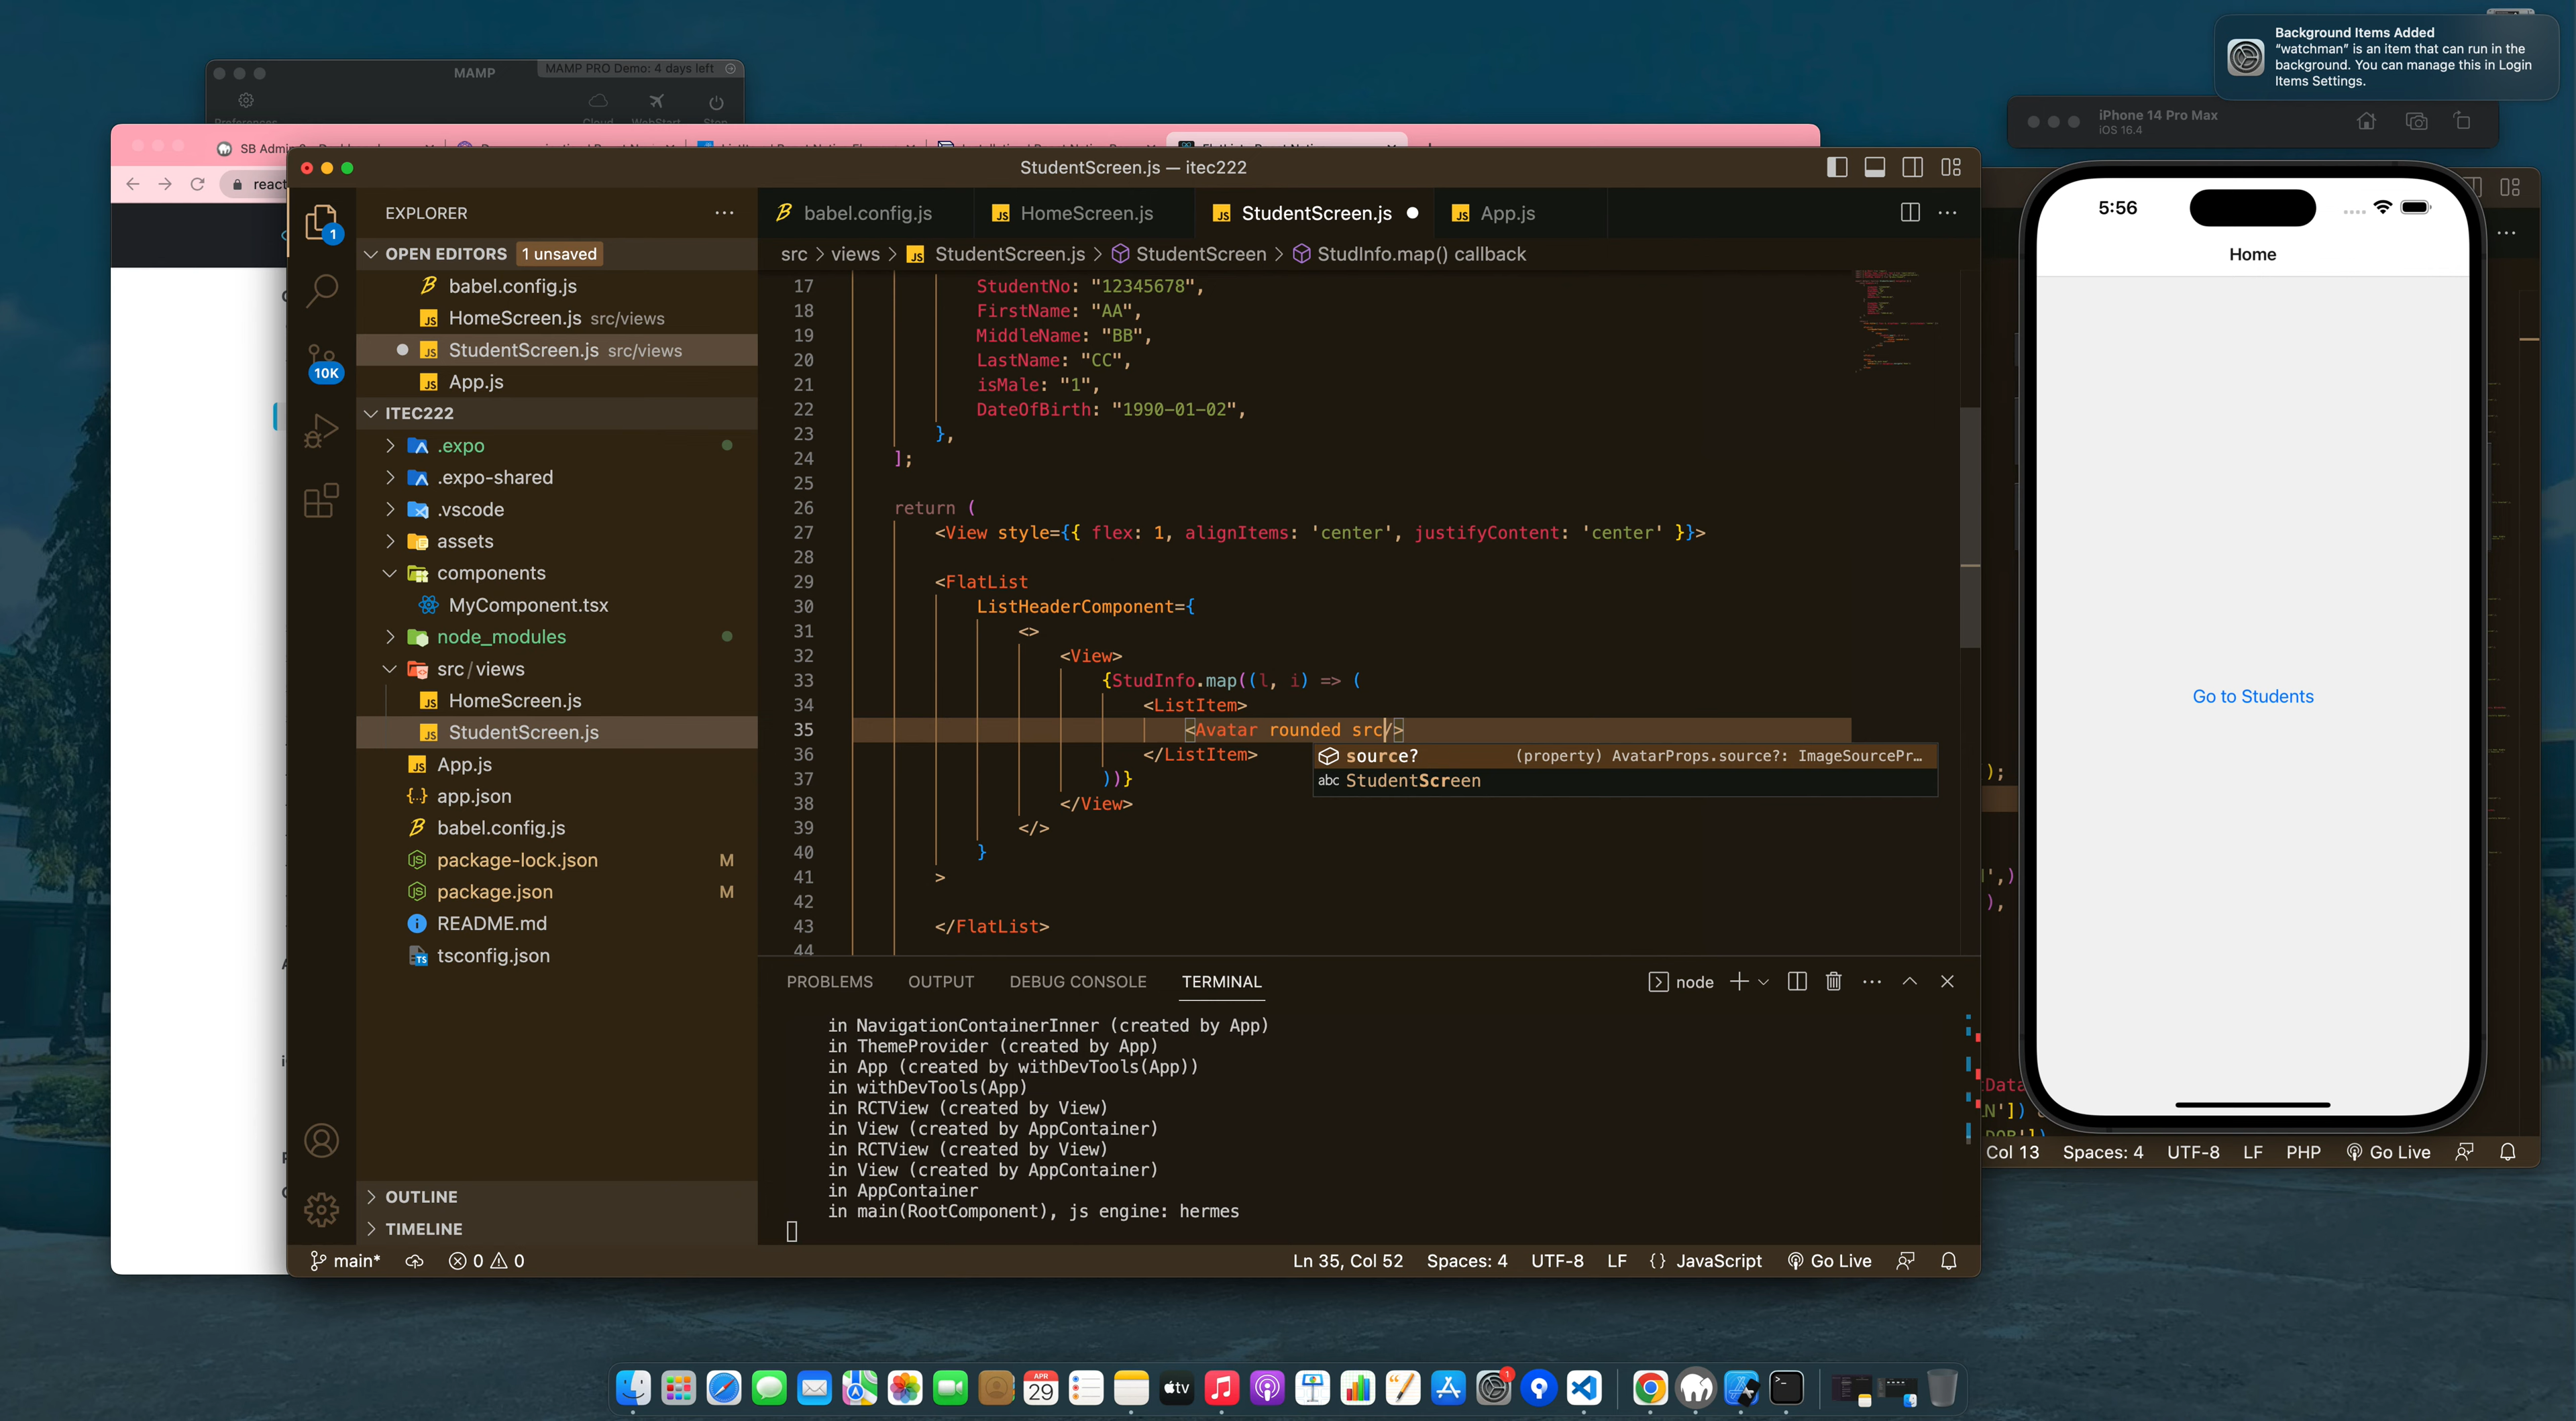 Background Items Added
"watchman" is an item that can run in the
background. You can manage this in Login
Items Settings.
MAMP
MAMP PRO Demo: 4 days left
Preferences
Cloud
WebStart
Stop
iPhone 14 Pro Max
iOS 16.4
react
StudentScreen.js — itec222
EXPLORER
OPEN EDITORS
1 unsaved
babel.config.js
HomeScreen.js src/views
StudentScreen.js src/views
App.js
1
10K
ITEC222
.expo
.expo-shared
.vscode
assets
components
MyComponent.tsx
node_modules
src/views
HomeScreen.js
StudentScreen.js
App.js
app.json
babel.config.js
package-lock.json M
package.json M
README.md
tsconfig.json
OUTLINE
TIMELINE
babel.config.js
HomeScreen.js
StudentScreen.js
App.js
src > views > StudentScreen.js > StudentScreen > StudInfo.map() callback
17 StudentNo: "12345678",
18 FirstName: "AA",
19 MiddleName: "BB",
20 LastName: "CC",
21 isMale: "1",
22 DateOfBirth: "1990-01-02",
23 },
24 ];
25
26 return (
27 <View style={{ flex: 1, alignItems: 'center', justifyContent: 'center' }}>
28
29 <FlatList
30 ListHeaderComponent={
31 <>
32 <View>
33 {StudInfo.map((l, i) => (
34 <ListItem>
35 <Avatar rounded src/>
36 </ListItem>
37 ))}
38 </View>
39 </>
40 }
41 >
42
43 </FlatList>
44
source? (property) AvatarProps.source?: ImageSourcePr…
abc StudentScreen
PROBLEMS OUTPUT DEBUG CONSOLE TERMINAL
node
in NavigationContainerInner (created by App)
in ThemeProvider (created by App)
in App (created by withDevTools(App))
in withDevTools(App)
in RCTView (created by View)
in View (created by AppContainer)
in RCTView (created by View)
in View (created by AppContainer)
in AppContainer
in main(RootComponent), js engine: hermes
main* 0 0
Ln 35, Col 52 Spaces: 4 UTF-8 LF {} JavaScript Go Live
5:56
Home
Go to Students
Col 13 Spaces: 4 UTF-8 LF PHP Go Live
APR
29
tv
1